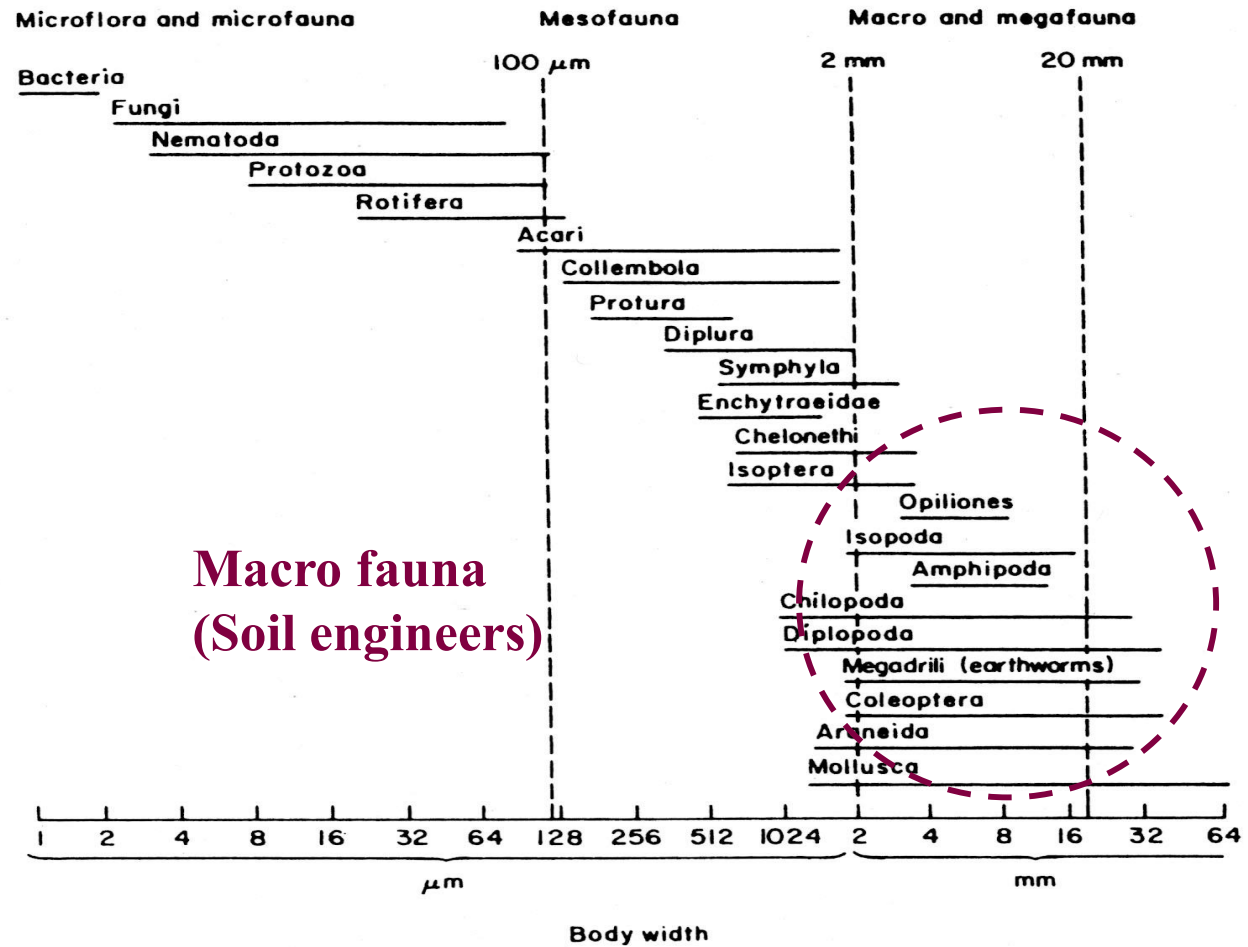 Microflora and microfauna Mesofauna Macro and megafauna
100 μm 2 mm 20 mm
Bacteria
Fungi
Nematoda
Protozoa
Rotifera
Acari
Collembola
Protura
Diplura
Symphyla
Enchytraeidae
Chelonethi
Isoptera
Opiliones
Isopoda
Amphipoda
Macro fauna
(Soil engineers)
Chilopoda
Diplopoda
Megadrili (earthworms)
Coleoptera
Araneida
Mollusca
1 2 4 8 16 32 64 128 256 512 1024 2 4 8 16 32 64
μm mm
Body width